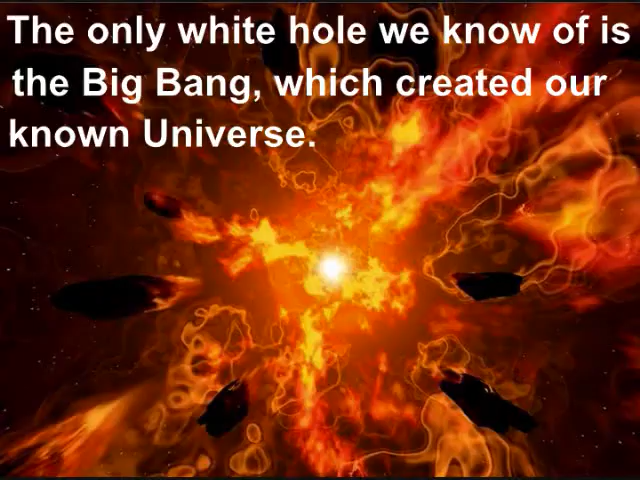 The only white hole we know of is
the Big Bang, which created our
known Universe.